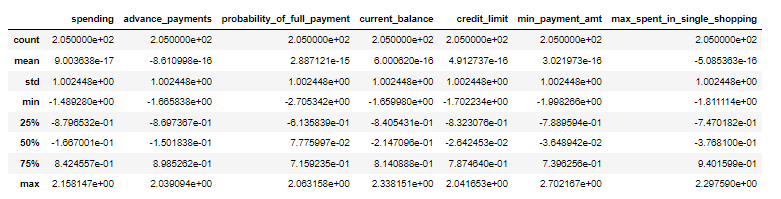 spending advance_payments probability_of_full_payment current_balance credit_limit min_payment_amt max_spent_in_single_shopping
count 2.050000e+02 2.050000e+02 2.050000e+02 2.050000e+02 2.050000e+02 2.050000e+02 2.050000e+02
mean 9.003638e-17 -8.610998e-16 2.887121e-15 6.000620e-16 4.912737e-16 3.021973e-16 -5.085363e-16
std 1.002448e+00 1.002448e+00 1.002448e+00 1.002448e+00 1.002448e+00 1.002448e+00 1.002448e+00
min -1.489280e+00 -1.665838e+00 -2.705342e+00 -1.659980e+00 -1.702234e+00 -1.998266e+00 -1.811114e+00
25% -8.796532e-01 -8.697367e-01 -6.135839e-01 -8.405431e-01 -8.323076e-01 -7.889594e-01 -7.470182e-01
50% -1.667001e-01 -1.501838e-01 7.775997e-02 -2.147096e-01 -2.642453e-02 -3.648942e-02 -3.768100e-01
75% 8.424557e-01 8.985262e-01 7.159235e-01 8.140888e-01 7.874640e-01 7.396256e-01 9.401599e-01
max 2.158147e+00 2.039094e+00 2.063158e+00 2.338151e+00 2.041653e+00 2.702167e+00 2.297590e+00